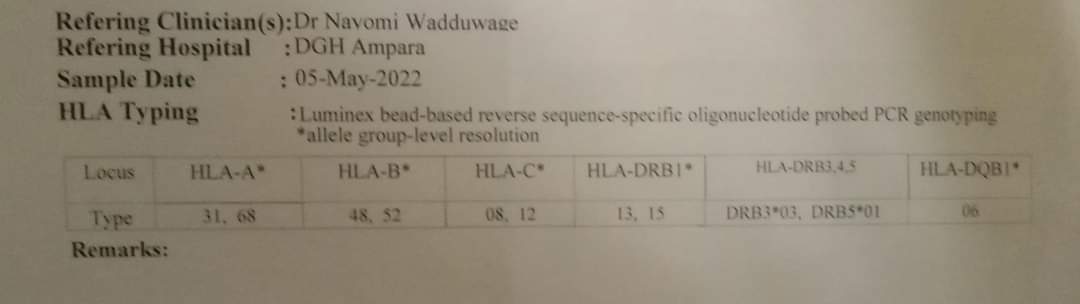 Refering Clinician(s):Dr Navomi Wadduwage
Refering Hospital :DGH Ampara
Sample Date : 05-May-2022
HLA Typing :Luminex bead-based reverse sequence-specific oligonucleotide probed PCR genotyping
*allele group-level resolution
Locus HLA-A* HLA-B* HLA-C* HLA-DRB1* HLA-DRB3,4,5 HLA-DQB1*
Type 31, 68 48, 52 08, 12 13, 15 DRB3*03, DRB5*01 06
Remarks: